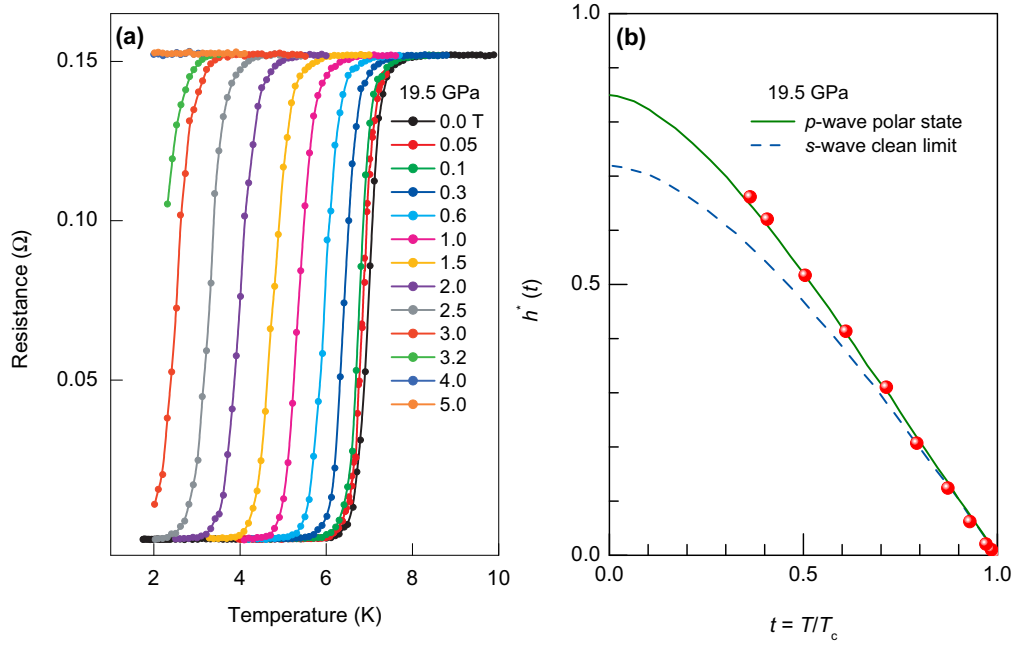 (a)
19.5 GPa
0.0 T
0.05
0.1
0.3
0.6
1.0
1.5
2.0
2.5
3.0
3.2
4.0
5.0
0.15
0.10
0.05
Resistance (Ω)
2
4
6
8
10
Temperature (K)
(b)
19.5 GPa
p-wave polar state
s-wave clean limit
1.0
0.5
0.0
h* (t)
0.0
0.5
1.0
t = T/Tc